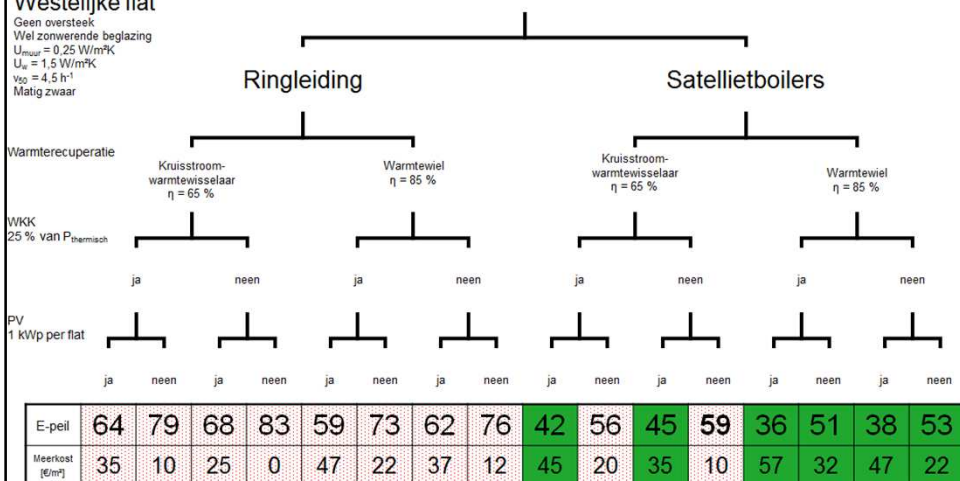 Westelijke flat
Geen oversteek
Wel zonwerende beglazing
Umuur = 0,25 W/m²K
Uw = 1,5 W/m²K
v50 = 4,5 h-1
Matig zwaar
Ringleiding Satellietboilers
Warmterecuperatie
Kruisstroom-
warmtewisselaar
η = 65 %
Warmtewiel
η = 85 %
Kruisstroom-
warmtewisselaar
η = 65 %
Warmtewiel
η = 85 %
WKK
25 % van Pthermisch
ja neen ja neen ja neen ja neen
PV
1 kWp per flat
ja neen ja neen ja neen ja neen ja neen ja neen ja neen ja neen
E-peil 64 79 68 83 59 73 62 76 42 56 45 59 36 51 38 53
Meerkost
[€/m²] 35 10 25 0 47 22 37 12 45 20 35 10 57 32 47 22